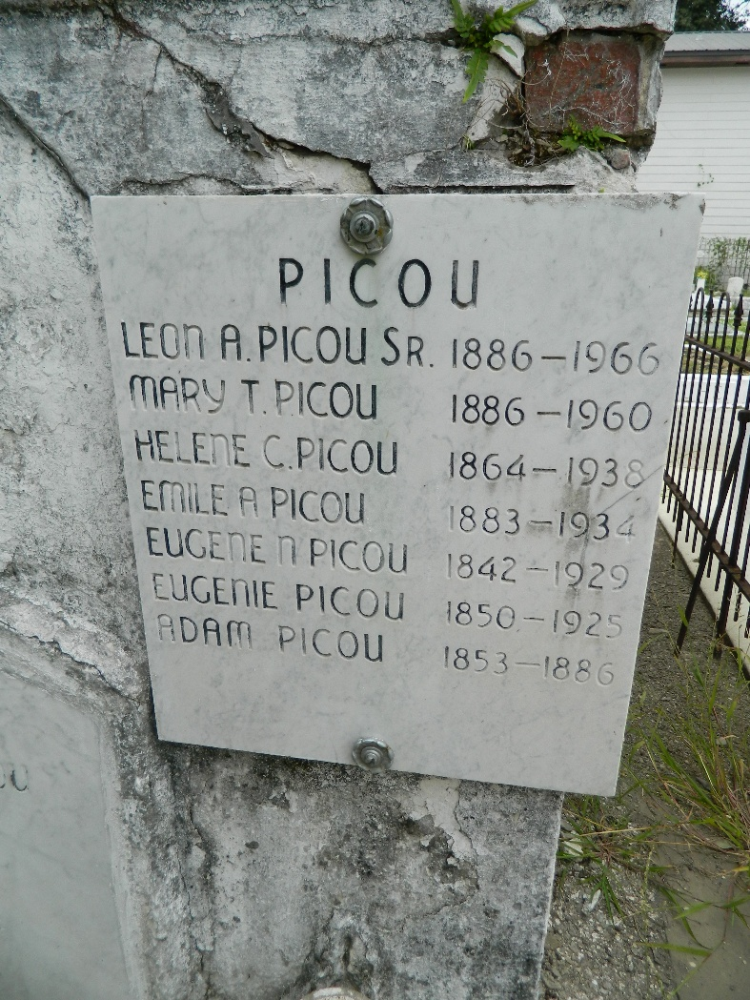 PICOU
LEON A. PICOU SR. 1886-1966
MARY T. PICOU 1886-1960
HELENE C. PICOU 1864-1938
EMILE A PICOU 1883-1934
EUGENE N PICOU 1842-1929
EUGENIE PICOU 1850-1925
ADAM PICOU 1853-1886
OU